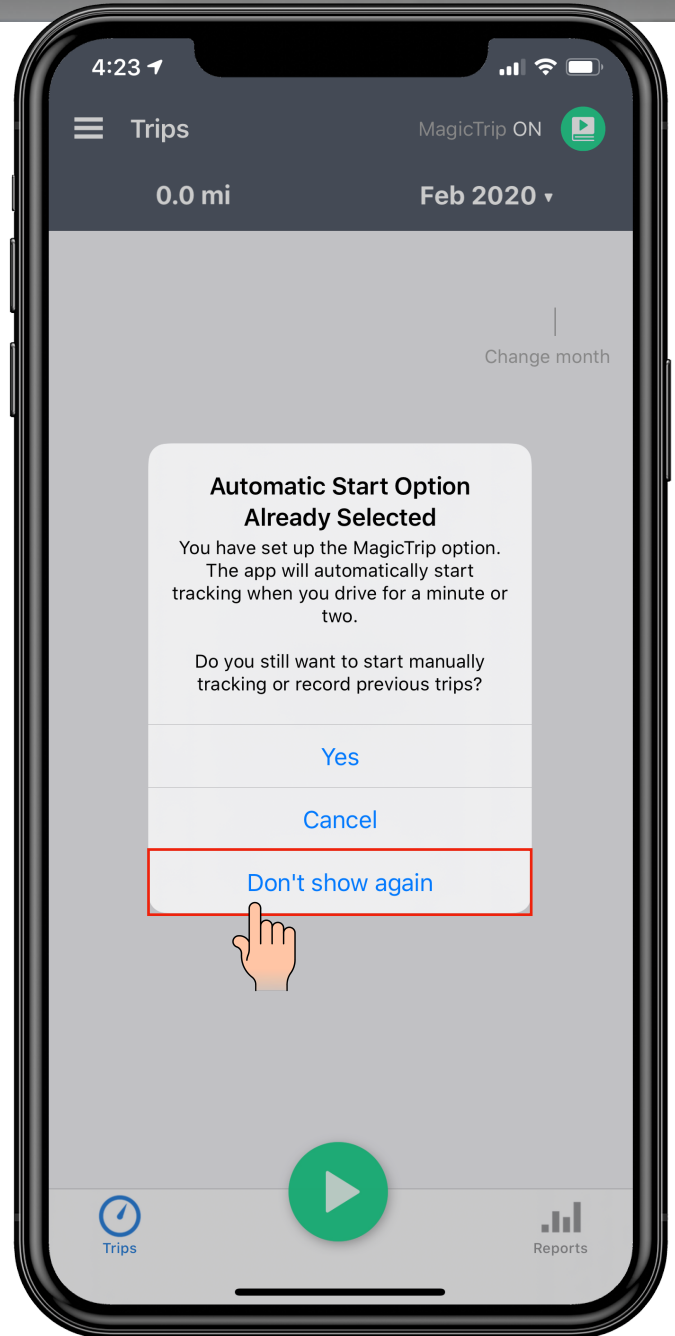 4:23
Trips
MagicTrip ON
0.0 mi
Feb 2020 ▾
Change month
Automatic Start Option
Already Selected
You have set up the MagicTrip option.
The app will automatically start
tracking when you drive for a minute or
two.
Do you still want to start manually
tracking or record previous trips?
Yes
Cancel
Don't show again
Trips
Reports